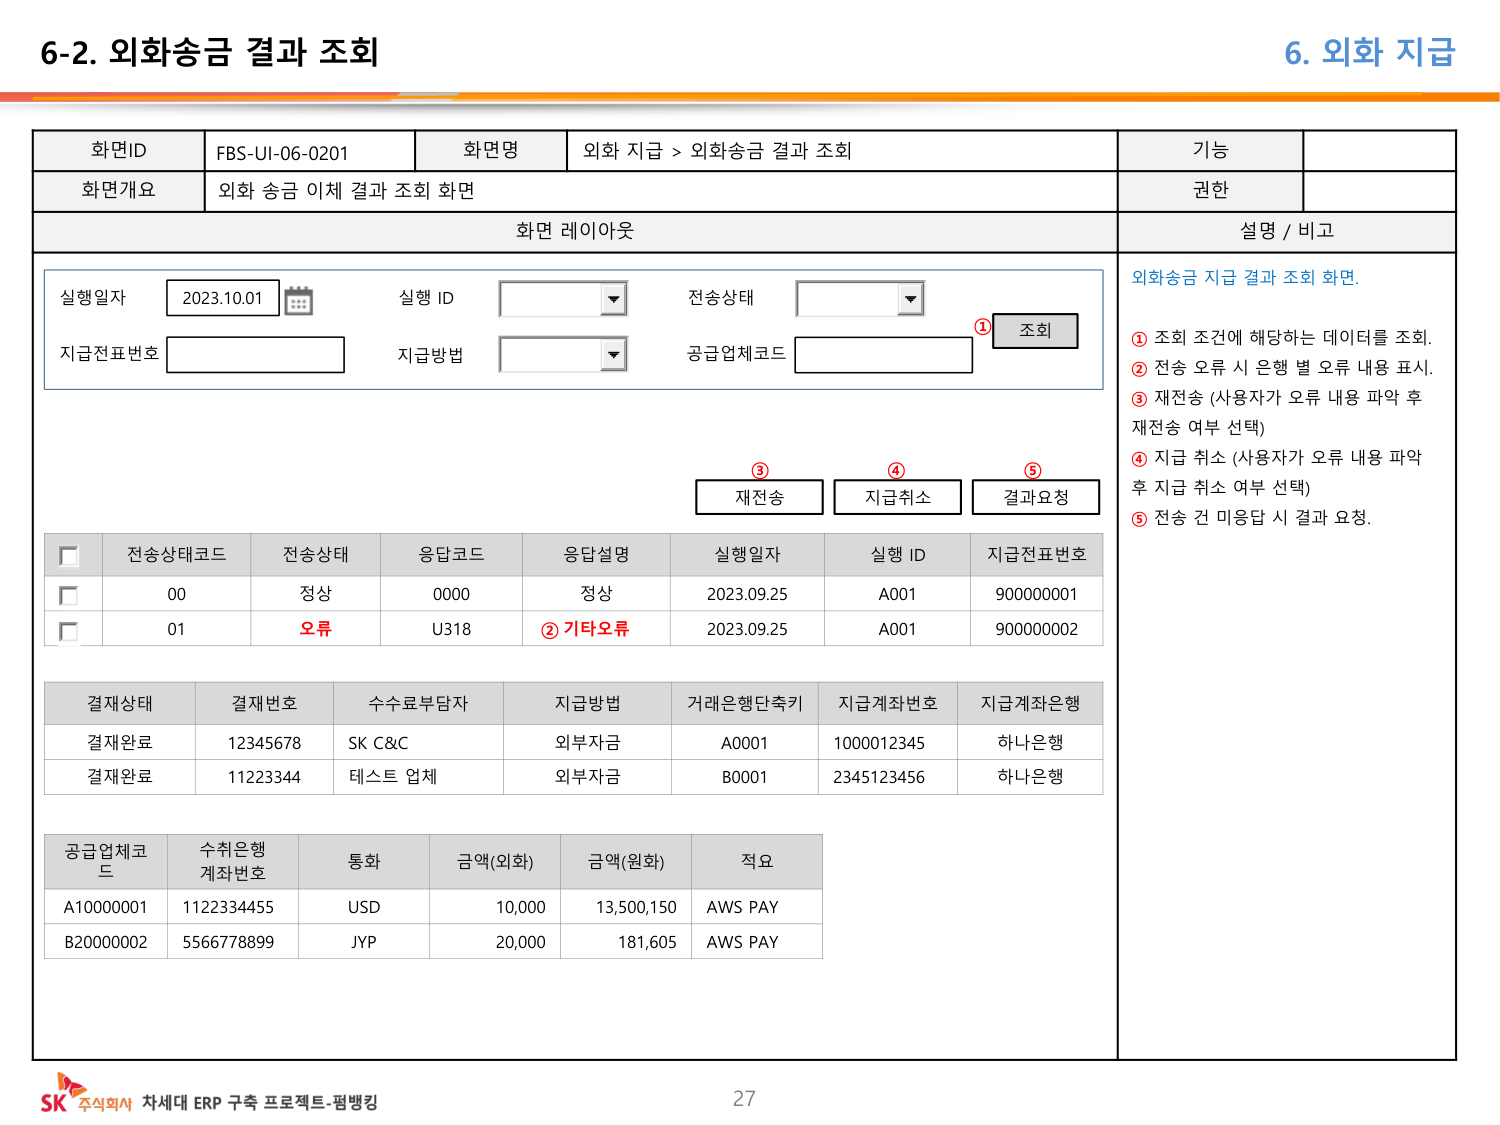 6-2. 외화송금 결과 조회
6. 외화 지급
화면ID FBS-UI-06-0201 화면명 외화 지급 > 외화송금 결과 조회 기능
화면개요 외화 송금 이체 결과 조회 화면 권한
화면 레이아웃 설명 / 비고
실행일자 2023.10.01 실행 ID 전송상태
① 조회
지급전표번호 지급방법 공급업체코드
③ ④ ⑤
재전송 지급취소 결과요청
전송상태코드 전송상태 응답코드 응답설명 실행일자 실행 ID 지급전표번호
00 정상 0000 정상 2023.09.25 A001 900000001
01 오류 U318 ② 기타오류 2023.09.25 A001 900000002
결재상태 결재번호 수수료부담자 지급방법 거래은행단축키 지급계좌번호 지급계좌은행
결재완료 12345678 SK C&C 외부자금 A0001 1000012345 하나은행
결재완료 11223344 테스트 업체 외부자금 B0001 2345123456 하나은행
공급업체코
드
수취은행
계좌번호
통화 금액(외화) 금액(원화) 적요
A10000001 1122334455 USD 10,000 13,500,150 AWS PAY
B20000002 5566778899 JYP 20,000 181,605 AWS PAY
외화송금 지급 결과 조회 화면.
① 조회 조건에 해당하는 데이터를 조회.
② 전송 오류 시 은행 별 오류 내용 표시.
③ 재전송 (사용자가 오류 내용 파악 후
재전송 여부 선택)
④ 지급 취소 (사용자가 오류 내용 파악
후 지급 취소 여부 선택)
⑤ 전송 건 미응답 시 결과 요청.
SK 주식회사 차세대 ERP 구축 프로젝트-펌뱅킹
27